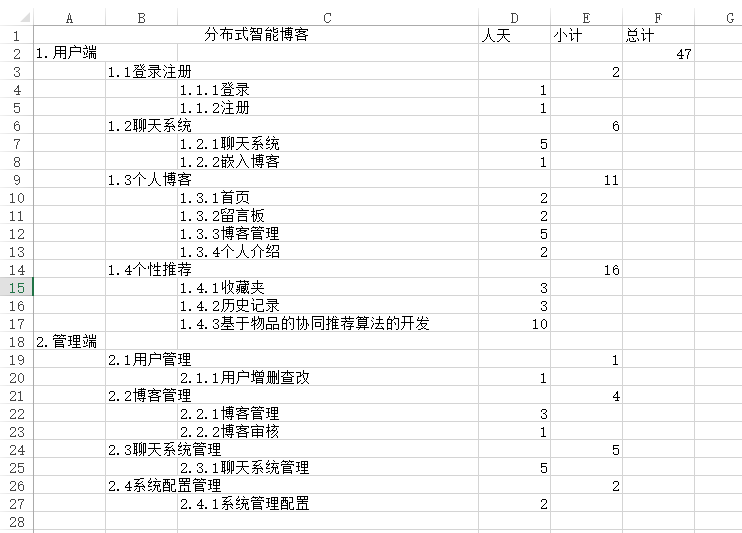 A B C D E F G
1 分布式智能博客 人天 小计 总计
2 1.用户端 47
3 1.1登录注册 2
4 1.1.1登录 1
5 1.1.2注册 1
6 1.2聊天系统 6
7 1.2.1聊天系统 5
8 1.2.2嵌入博客 1
9 1.3个人博客 11
10 1.3.1首页 2
11 1.3.2留言板 2
12 1.3.3博客管理 5
13 1.3.4个人介绍 2
14 1.4个性推荐 16
15 1.4.1收藏夹 3
16 1.4.2历史记录 3
17 1.4.3基于物品的协同推荐算法的开发 10
18 2.管理端
19 2.1用户管理 1
20 2.1.1用户增删查改 1
21 2.2博客管理 4
22 2.2.1博客管理 3
23 2.2.2博客审核 1
24 2.3聊天系统管理 5
25 2.3.1聊天系统管理 5
26 2.4系统配置管理 2
27 2.4.1系统管理配置 2
28